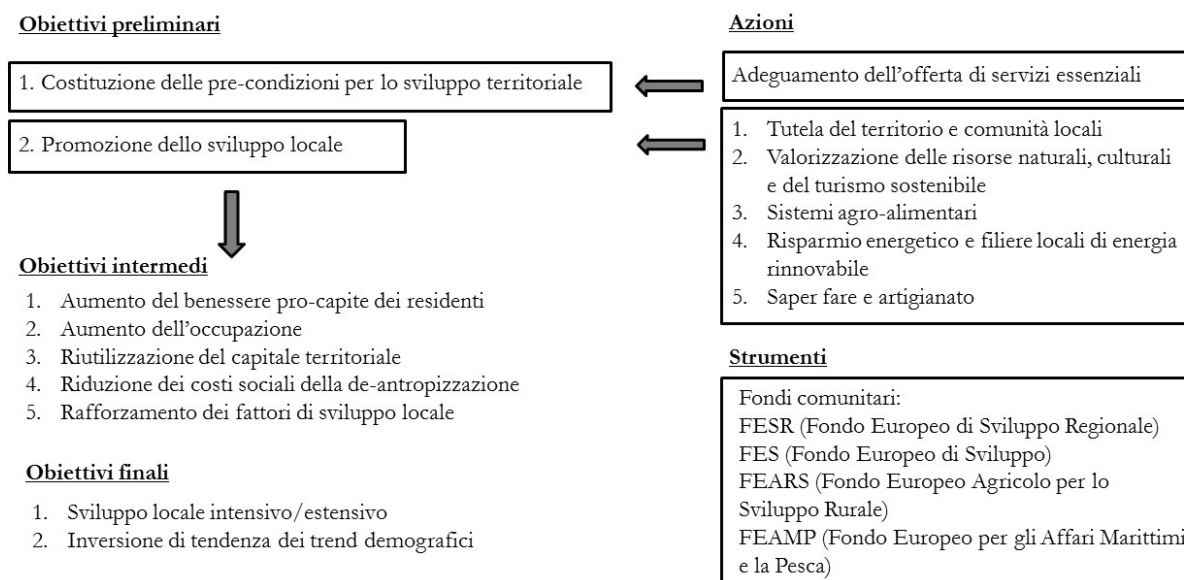 Obiettivi preliminari
1. Costituzione delle pre-condizioni per lo sviluppo territoriale
2. Promozione dello sviluppo locale
Obiettivi intermedi
1. Aumento del benessere pro-capite dei residenti
2. Aumento dell'occupazione
3. Riutilizzazione del capitale territoriale
4. Riduzione dei costi sociali della de-antropizzazione
5. Rafforzamento dei fattori di sviluppo locale
Obiettivi finali
1. Sviluppo locale intensivo/estensivo
2. Inversione di tendenza dei trend demografici
Azioni
Adeguamento dell'offerta di servizi essenziali
1. Tutela del territorio e comunità locali
2. Valorizzazione delle risorse naturali, culturali
e del turismo sostenibile
3. Sistemi agro-alimentari
4. Risparmio energetico e filiere locali di energia
rinnovabile
5. Saper fare e artigianato
Strumenti
Fondi comunitari:
FESR (Fondo Europeo di Sviluppo Regionale)
FES (Fondo Europeo di Sviluppo)
FEARS (Fondo Europeo Agricolo per lo
Sviluppo Rurale)
FEAMP (Fondo Europeo per gli Affari Marittimi
e la Pesca)